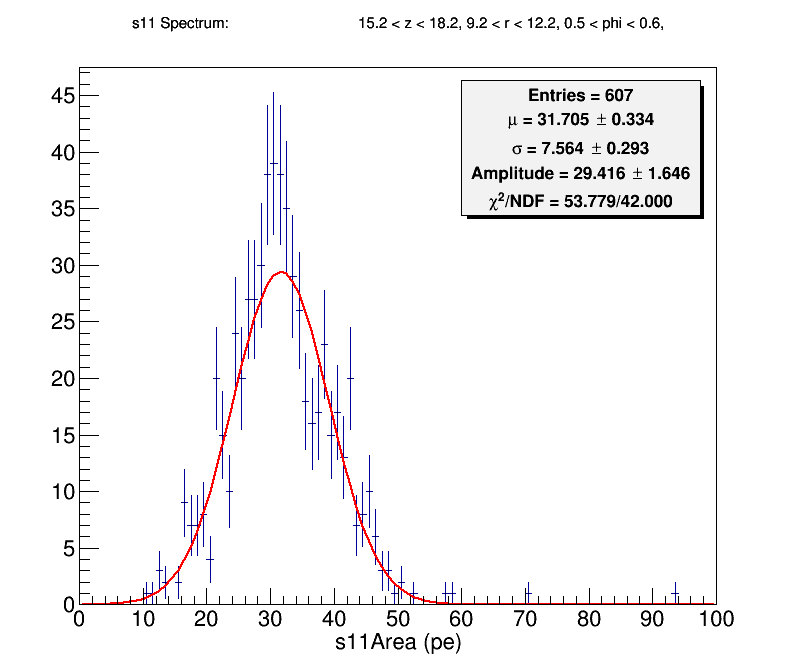 s11 Spectrum: 15.2 < z < 18.2, 9.2 < r < 12.2, 0.5 < phi < 0.6,
Entries = 607
μ = 31.705 ± 0.334
σ = 7.564 ± 0.293
Amplitude = 29.416 ± 1.646
χ²/NDF = 53.779/42.000
45
40
35
30
25
20
15
10
5
0
0 10 20 30 40 50 60 70 80 90 100
s11Area (pe)